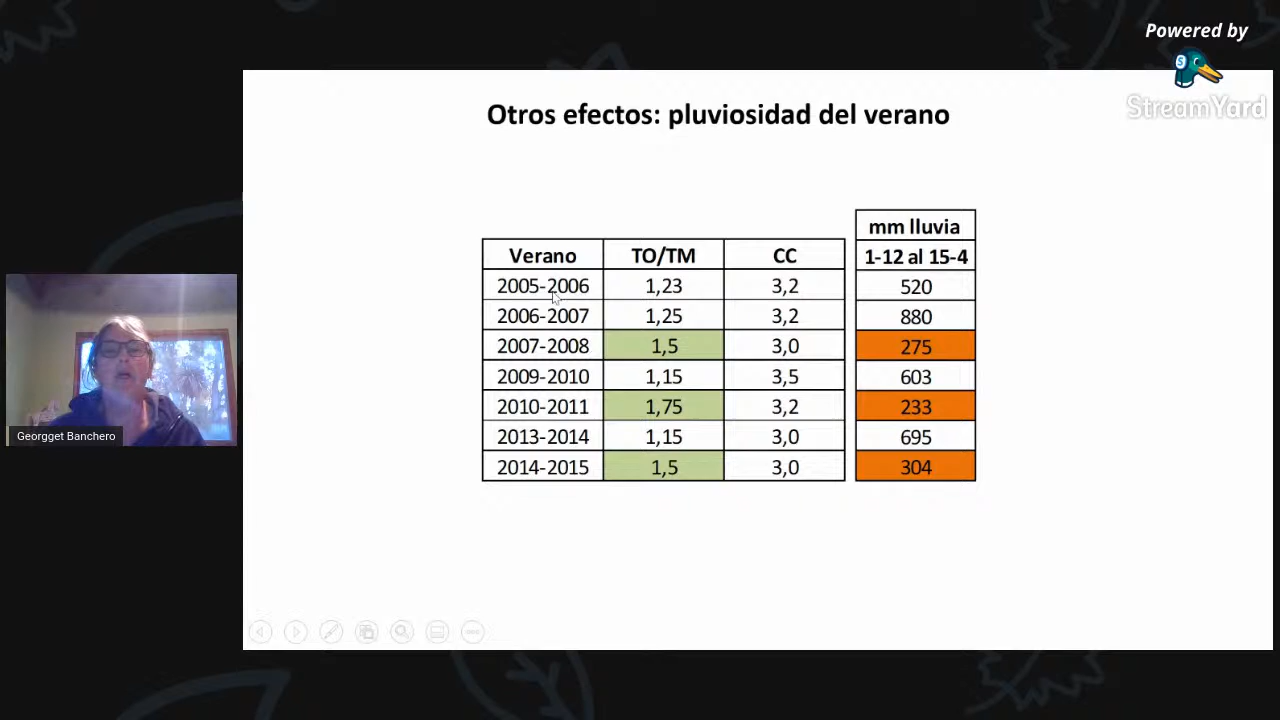 Powered by
StreamYard
Otros efectos: pluviosidad del verano
mm lluvia
Verano TO/TM CC 1-12 al 15-4
2005-2006 1,23 3,2 520
2006-2007 1,25 3,2 880
2007-2008 1,5 3,0 275
2009-2010 1,15 3,5 603
2010-2011 1,75 3,2 233
2013-2014 1,15 3,0 695
2014-2015 1,5 3,0 304
Georgget Banchero